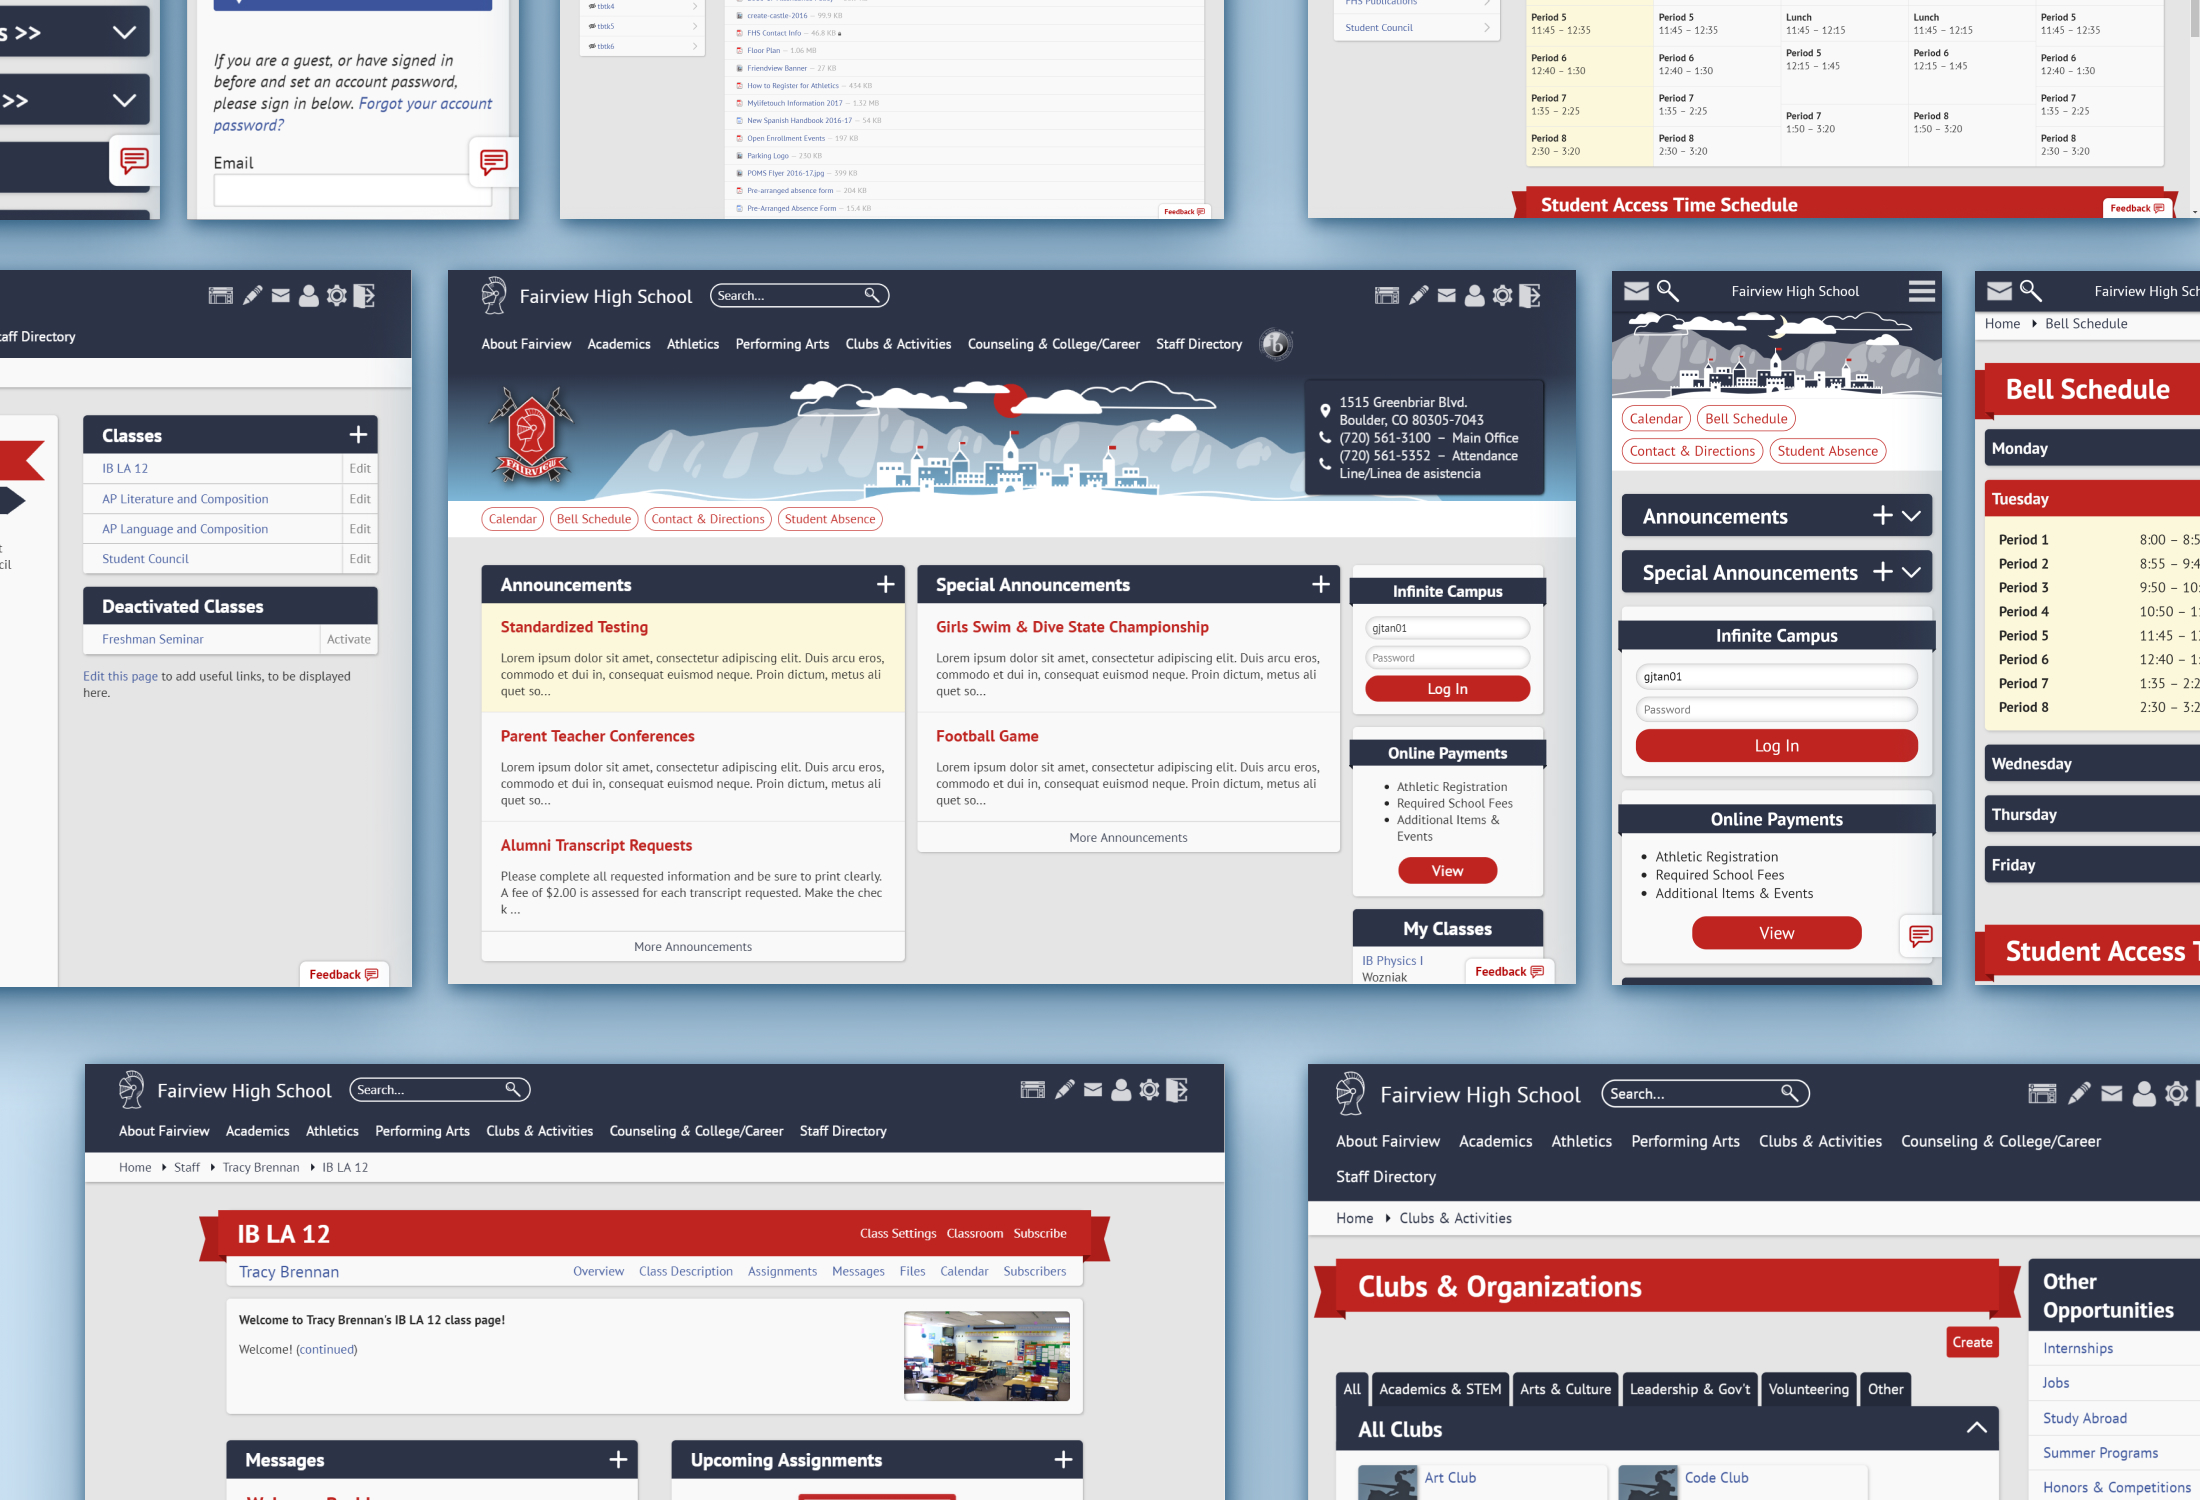 s >>
>>
If you are a guest, or have signed in
before and set an account password,
please sign in below. Forgot your account
password?
Email
tbtk4
tbtk5
tbtk6
create-castle-2016 — 99.9 KB
FHS Contact Info — 46.8 KB
Floor Plan — 1.06 MB
Friendview Banner — 27 KB
How to Register for Athletics — 434 KB
Mylifetouch Information 2017 — 1.32 MB
New Spanish Handbook 2016-17 — 54 KB
Open Enrollment Events — 197 KB
Parking Logo — 230 KB
POMS Flyer 2016-17.jpg — 399 KB
Pre-arranged absence form — 204 KB
Pre-Arranged Absence Form — 15.4 KB
Feedback
FHS Publications
Student Council
Period 5 Period 5 Lunch Lunch Period 5
11:45 – 12:35 11:45 – 12:35 11:45 – 12:15 11:45 – 12:15 11:45 – 12:35
Period 6 Period 6 Period 5 Period 6 Period 6
12:40 – 1:30 12:40 – 1:30 12:15 – 1:45 12:15 – 1:45 12:40 – 1:30
Period 7 Period 7 Period 7 Period 8 Period 7
1:35 – 2:25 1:35 – 2:25 1:50 – 3:20 1:50 – 3:20 1:35 – 2:25
Period 8 Period 8 Period 8
2:30 – 3:20 2:30 – 3:20 2:30 – 3:20
Student Access Time Schedule
Feedback
aff Directory
Classes
IB LA 12 Edit
AP Literature and Composition Edit
AP Language and Composition Edit
Student Council Edit
Deactivated Classes
Freshman Seminar Activate
Edit this page to add useful links, to be displayed
here.
t
cil
Feedback
Fairview High School Search...
About Fairview Academics Athletics Performing Arts Clubs & Activities Counseling & College/Career Staff Directory ib
FAIRVIEW
1515 Greenbriar Blvd.
Boulder, CO 80305-7043
(720) 561-3100 – Main Office
(720) 561-5352 – Attendance
Line/Linea de asistencia
Calendar Bell Schedule Contact & Directions Student Absence
Announcements
Standardized Testing
Lorem ipsum dolor sit amet, consectetur adipiscing elit. Duis arcu eros,
commodo et dui in, consequat euismod neque. Proin dictum, metus ali
quet so...
Parent Teacher Conferences
Lorem ipsum dolor sit amet, consectetur adipiscing elit. Duis arcu eros,
commodo et dui in, consequat euismod neque. Proin dictum, metus ali
quet so...
Alumni Transcript Requests
Please complete all requested information and be sure to print clearly.
A fee of $2.00 is assessed for each transcript requested. Make the chec
k ...
More Announcements
Special Announcements
Girls Swim & Dive State Championship
Lorem ipsum dolor sit amet, consectetur adipiscing elit. Duis arcu eros,
commodo et dui in, consequat euismod neque. Proin dictum, metus ali
quet so...
Football Game
Lorem ipsum dolor sit amet, consectetur adipiscing elit. Duis arcu eros,
commodo et dui in, consequat euismod neque. Proin dictum, metus ali
quet so...
More Announcements
Infinite Campus
gjtan01
Password
Log In
Online Payments
• Athletic Registration
• Required School Fees
• Additional Items &
Events
View
My Classes
IB Physics I
Wozniak
Feedback
Fairview High School
Calendar Bell Schedule
Contact & Directions Student Absence
Announcements
Special Announcements
Infinite Campus
gjtan01
Password
Log In
Online Payments
• Athletic Registration
• Required School Fees
• Additional Items & Events
View
Fairview High Sch
Home Bell Schedule
Bell Schedule
Monday
Tuesday
Period 1 8:00 – 8:5
Period 2 8:55 – 9:4
Period 3 9:50 – 10:
Period 4 10:50 – 1
Period 5 11:45 – 1
Period 6 12:40 – 1:
Period 7 1:35 – 2:2
Period 8 2:30 – 3:2
Wednesday
Thursday
Friday
Student Access T
Fairview High School Search...
About Fairview Academics Athletics Performing Arts Clubs & Activities Counseling & College/Career Staff Directory
Home Staff Tracy Brennan IB LA 12
IB LA 12 Class Settings Classroom Subscribe
Tracy Brennan Overview Class Description Assignments Messages Files Calendar Subscribers
Welcome to Tracy Brennan's IB LA 12 class page!
Welcome! (continued)
Messages
Upcoming Assignments
Fairview High School Search...
About Fairview Academics Athletics Performing Arts Clubs & Activities Counseling & College/Career
Staff Directory
Home Clubs & Activities
Clubs & Organizations
Create
All Academics & STEM Arts & Culture Leadership & Gov't Volunteering Other
All Clubs
Art Club Code Club
Other
Opportunities
Internships
Jobs
Study Abroad
Summer Programs
Honors & Competitions